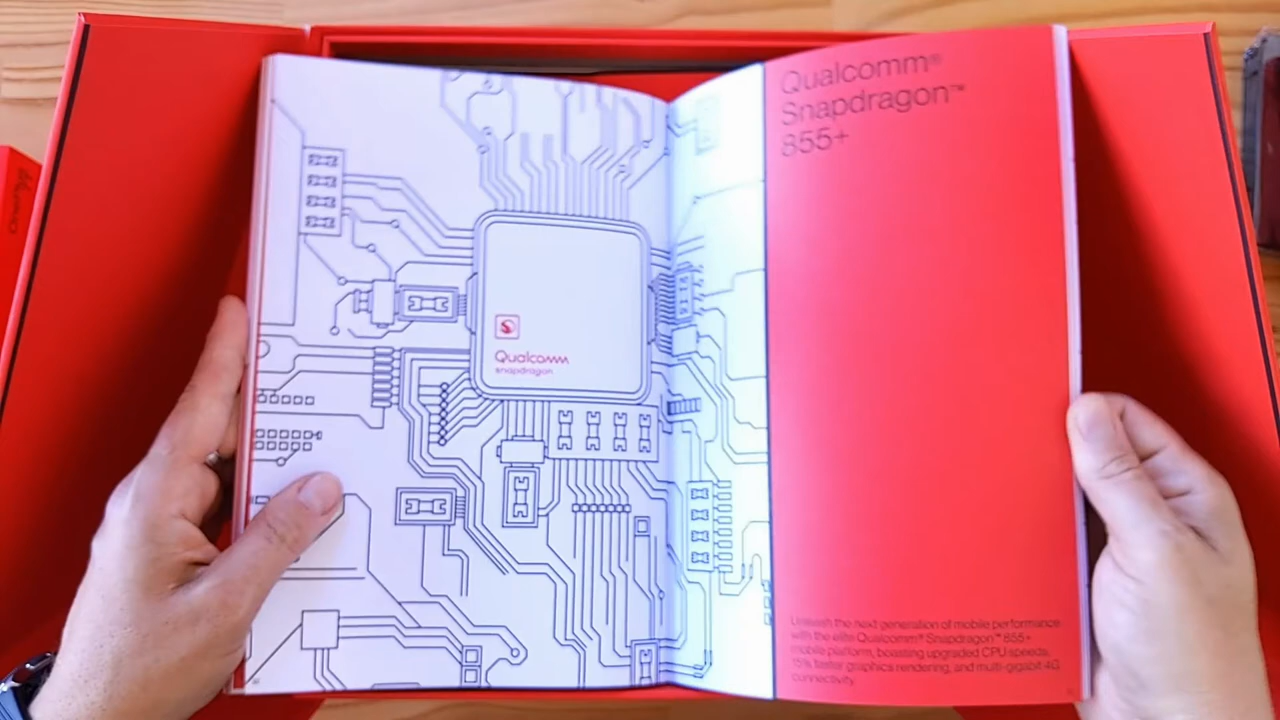 Qualcomm
snapdragon
Qualcomm®
Snapdragon™
855+
Unleash the next generation of mobile performance
with the elite Qualcomm® Snapdragon™ 855+
mobile platform, boasting upgraded CPU speeds,
15% faster graphics rendering, and multi-gigabit 4G
connectivity.